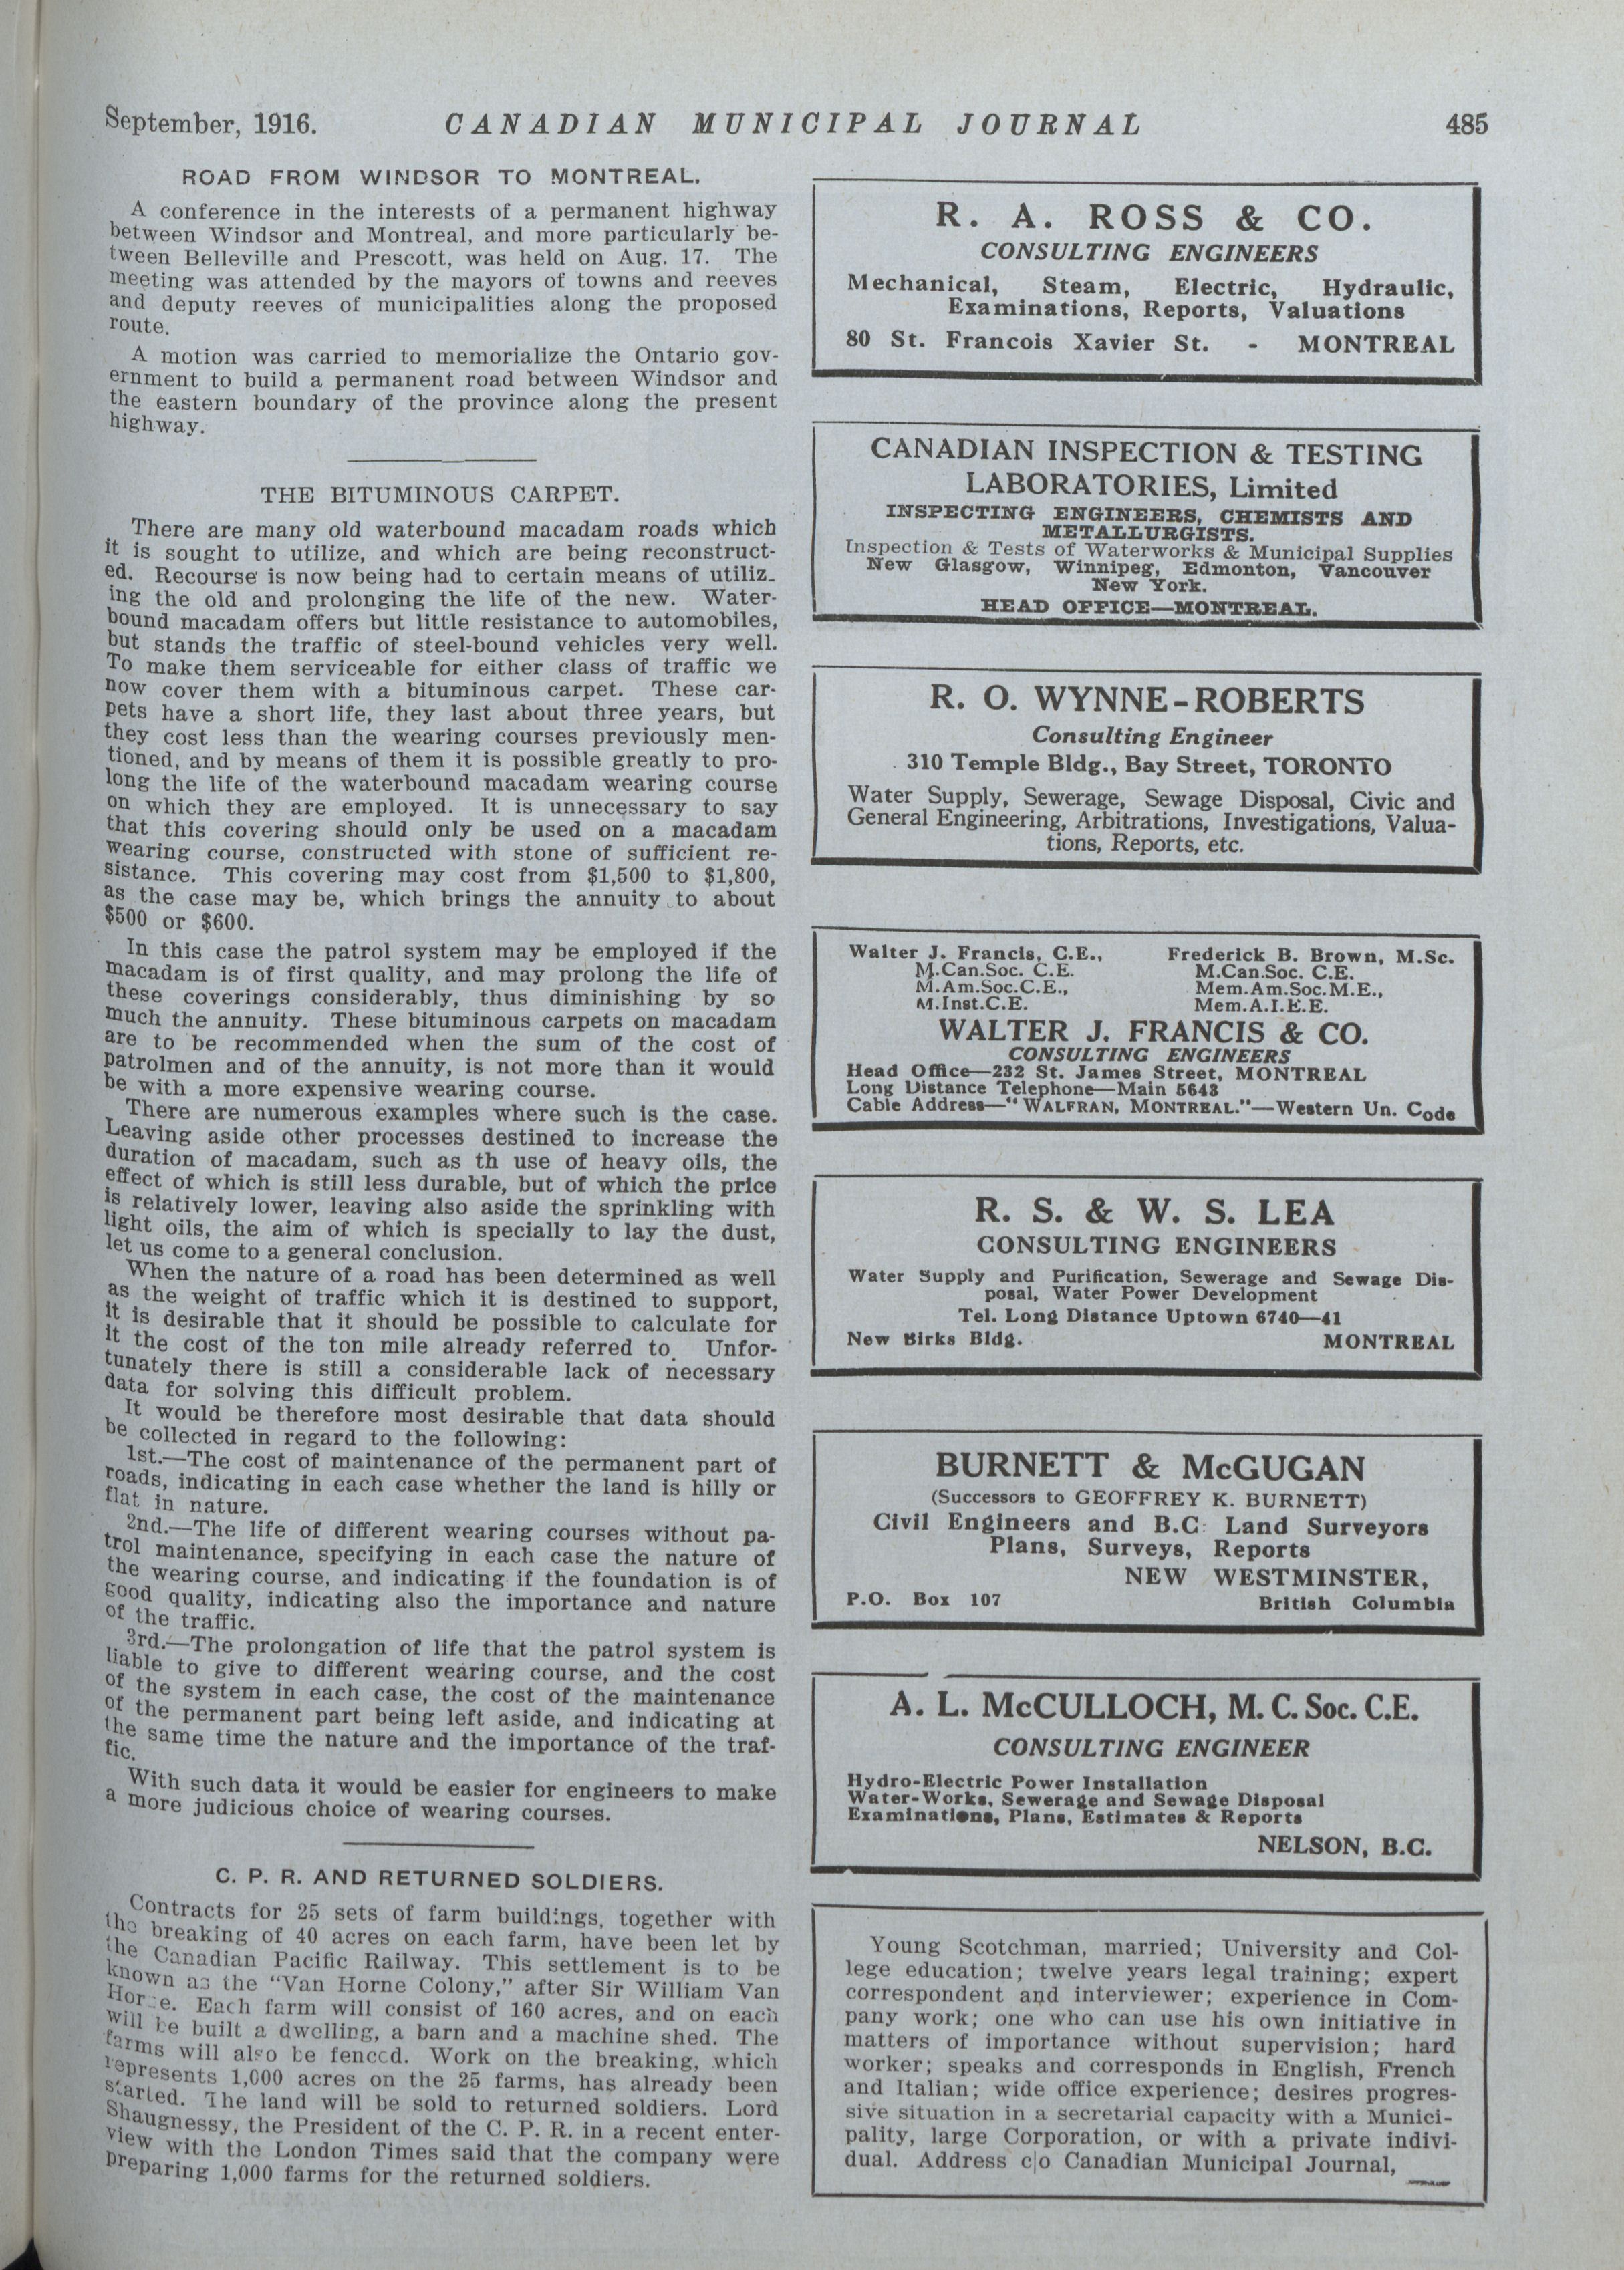 September, 1916.
CANADIAN MUNICIPAL JOURNAL
485
ROAD FROM WINDSOR TO MONTREAL.
A conference in the interests of a permanent highway
between Windsor and Montreal, and more particularly be-
tween Belleville and Prescott, was held on Aug. 17. The
meeting was attended by the mayors of towns and reeves
and deputy reeves of municipalities along the proposed
route.
A motion was carried to memorialize the Ontario gov-
ernment to build a permanent road between Windsor and
the eastern boundary of the province along the present
highway.
THE BITUMINOUS CARPET.
There are many old waterbound macadam roads which
it is sought to utilize, and which are being reconstruct-
ed. Recourse is now being had to certain means of utiliz-
ing the old and prolonging the life of the new. Water-
bound macadam offers but little resistance to automobiles,
but stands the traffic of steel-bound vehicles very well.
To make them serviceable for either class of traffic we
now cover them with a bituminous carpet. These car-
pets have a short life, they last about three years, but
they cost less than the wearing courses previously men-
tioned, and by means of them it is possible greatly to pro-
long the life of the waterbound macadam wearing course
on which they are employed. It is unnecessary to say
that this covering should only be used on a macadam
wearing course, constructed with stone of sufficient re-
sistance. This covering may cost from $1,500 to $1,800,
as the case may be, which brings the annuity to about
$500 or $600.
In this case the patrol system may be employed if the
macadam is of first quality, and may prolong the life of
these coverings considerably, thus diminishing by so
much the annuity. These bituminous carpets on macadam
are to be recommended when the sum of the cost of
patrolmen and of the annuity, is not more than it would
be with a more expensive wearing course.
There are numerous examples where such is the case.
Leaving aside other processes destined to increase the
duration of macadam, such as th use of heavy oils, the
effect of which is still less durable, but of which the price
is relatively lower, leaving also aside the sprinkling with
light oils, the aim of which is specially to lay the dust,
let us come to a general conclusion.
When the nature of a road has been determined as well
as the weight of traffic which it is destined to support,
it is desirable that it should be possible to calculate for
it the cost of the ton mile already referred to. Unfor-
tunately there is still a considerable lack of necessary
data for solving this difficult problem.
It would be therefore most desirable that data should
be collected in regard to the following:
1st.—The cost of maintenance of the permanent part of
roads, indicating in each case whether the land is hilly or
flat in nature.
2nd.—The life of different wearing courses without pa-
trol maintenance, specifying in each case the nature of
the wearing course, and indicating if the foundation is of
good quality, indicating also the importance and nature
of the traffic.
3rd.—The prolongation of life that the patrol system is
liable to give to different wearing course, and the cost
of the system in each case, the cost of the maintenance
of the permanent part being left aside, and indicating at
the same time the nature and the importance of the traf-
fic.
With such data it would be easier for engineers to make
a more judicious choice of wearing courses.
C. P. R. AND RETURNED SOLDIERS.
Contracts for 25 sets of farm buildings, together with
the breaking of 40 acres on each farm, have been let by
the Canadian Pacific Railway. This settlement is to be
known as the "Van Horne Colony," after Sir William Van
Horne. Each farm will consist of 160 acres, and on each
will be built a dwelling, a barn and a machine shed. The
farms will also be fenced. Work on the breaking, which
represents 1,000 acres on the 25 farms, has already been
started. The land will be sold to returned soldiers. Lord
Shaugnessy, the President of the C. P. R. in a recent enter-
view with the London Times said that the company were
preparing 1,000 farms for the returned soldiers.
R. A. ROSS & CO.
CONSULTING ENGINEERS
Mechanical, Steam, Electric, Hydraulic,
Examinations, Reports, Valuations
80 St. Francois Xavier St. - MONTREAL
CANADIAN INSPECTION & TESTING
LABORATORIES, Limited
INSPECTING ENGINEERS, CHEMISTS AND
METALLURGISTS.
Inspection & Tests of Waterworks & Municipal Supplies
New Glasgow, Winnipeg, Edmonton, Vancouver
New York.
HEAD OFFICE—MONTREAL.
R. O. WYNNE-ROBERTS
Consulting Engineer
310 Temple Bldg., Bay Street, TORONTO
Water Supply, Sewerage, Sewage Disposal, Civic and
General Engineering, Arbitrations, Investigations, Valua-
tions, Reports, etc.
Walter J. Francis, C.E., Frederick B. Brown, M.Sc.
M.Can.Soc. C.E. M.Can.Soc. C.E.
M.Am.Soc.C.E., Mem.Am.Soc.M.E.,
M.Inst.C.E. Mem.A.I.E.E.
WALTER J. FRANCIS & CO.
CONSULTING ENGINEERS
Head Office—232 St. James Street, MONTREAL
Long Distance Telephone—Main 5643
Cable Address—"WALFRAN, MONTREAL."—Western Un. Code
R. S. & W. S. LEA
CONSULTING ENGINEERS
Water Supply and Purification, Sewerage and Sewage Dis-
posal, Water Power Development
Tel. Long Distance Uptown 6740—41
New Birks Bldg. MONTREAL
BURNETT & McGUGAN
(Successors to GEOFFREY K. BURNETT)
Civil Engineers and B.C. Land Surveyors
Plans, Surveys, Reports
NEW WESTMINSTER,
P.O. Box 107 British Columbia
A. L. McCULLOCH, M. C. Soc. C.E.
CONSULTING ENGINEER
Hydro-Electric Power Installation
Water-Works, Sewerage and Sewage Disposal
Examinations, Plans, Estimates & Reports
NELSON, B.C.
Young Scotchman, married; University and Col-
lege education; twelve years legal training; expert
correspondent and interviewer; experience in Com-
pany work; one who can use his own initiative in
matters of importance without supervision; hard
worker; speaks and corresponds in English, French
and Italian; wide office experience; desires progres-
sive situation in a secretarial capacity with a Munici-
pality, large Corporation, or with a private indivi-
dual. Address c|o Canadian Municipal Journal,